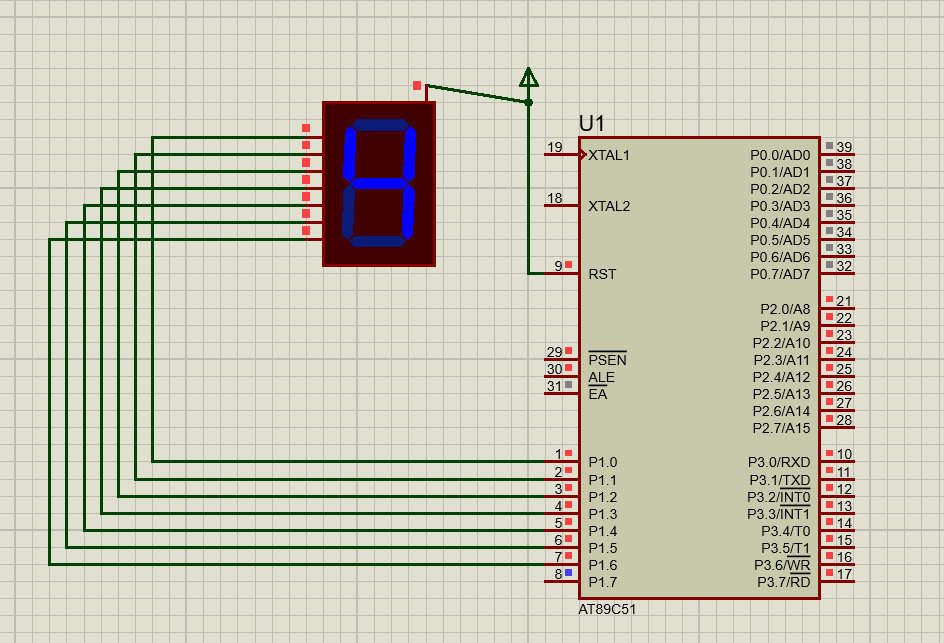 4
U1
19 XTAL1 P0.0/AD0 39
P0.1/AD1 38
P0.2/AD2 37
18 XTAL2 P0.3/AD3 36
P0.4/AD4 35
P0.5/AD5 34
P0.6/AD6 33
9 RST P0.7/AD7 32
P2.0/A8 21
P2.1/A9 22
P2.2/A10 23
29 PSEN P2.3/A11 24
30 ALE P2.4/A12 25
31 EA P2.5/A13 26
P2.6/A14 27
P2.7/A15 28
1 P1.0 P3.0/RXD 10
2 P1.1 P3.1/TXD 11
3 P1.2 P3.2/INT0 12
4 P1.3 P3.3/INT1 13
5 P1.4 P3.4/T0 14
6 P1.5 P3.5/T1 15
7 P1.6 P3.6/WR 16
8 P1.7 P3.7/RD 17
AT89C51